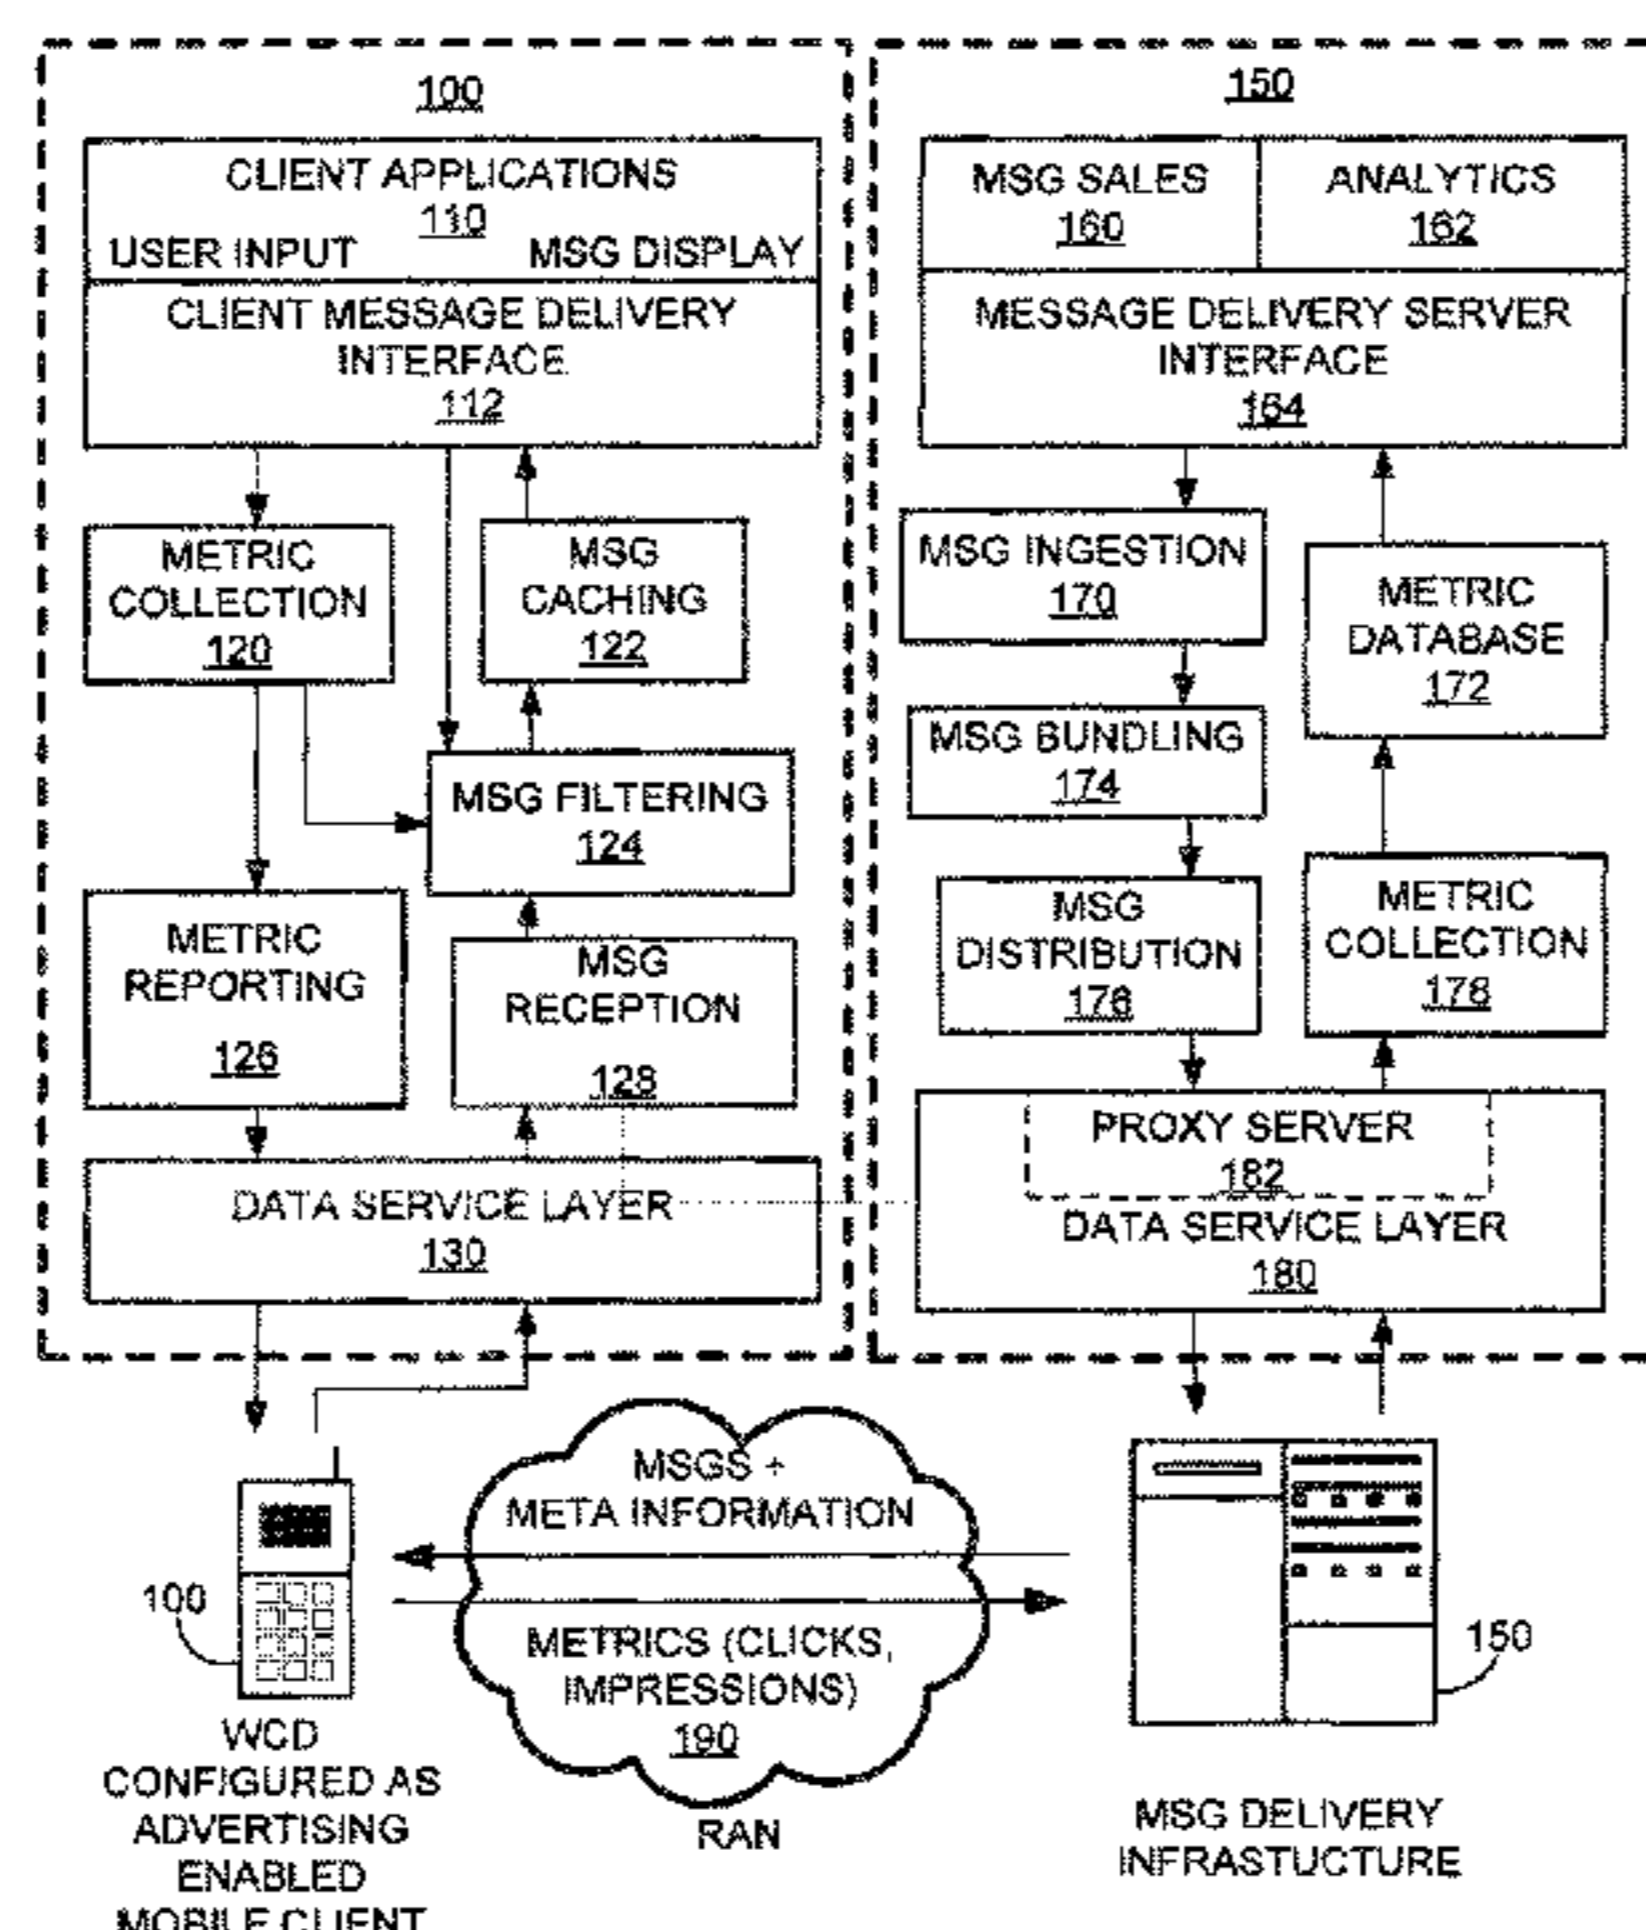 100
CLIENT APPLICATIONS
110
USER INPUT MSG DISPLAY
CLIENT MESSAGE DELIVERY
INTERFACE
112
METRIC
COLLECTION
120
MSG
CACHING
122
MSG FILTERING
124
METRIC
REPORTING
126
MSG
RECEPTION
128
DATA SERVICE LAYER
130
150
MSG SALES
160
ANALYTICS
162
MESSAGE DELIVERY SERVER
INTERFACE
164
MSG INGESTION
170
METRIC
DATABASE
172
MSG BUNDLING
174
MSG
DISTRIBUTION
176
METRIC
COLLECTION
178
PROXY SERVER
182
DATA SERVICE LAYER
180
MSGS +
META INFORMATION
METRICS (CLICKS,
IMPRESSIONS)
190
RAN
100
WCD
CONFIGURED AS
ADVERTISING
ENABLED
MOBILE CLIENT
150
MSG DELIVERY
INFRASTUCTURE